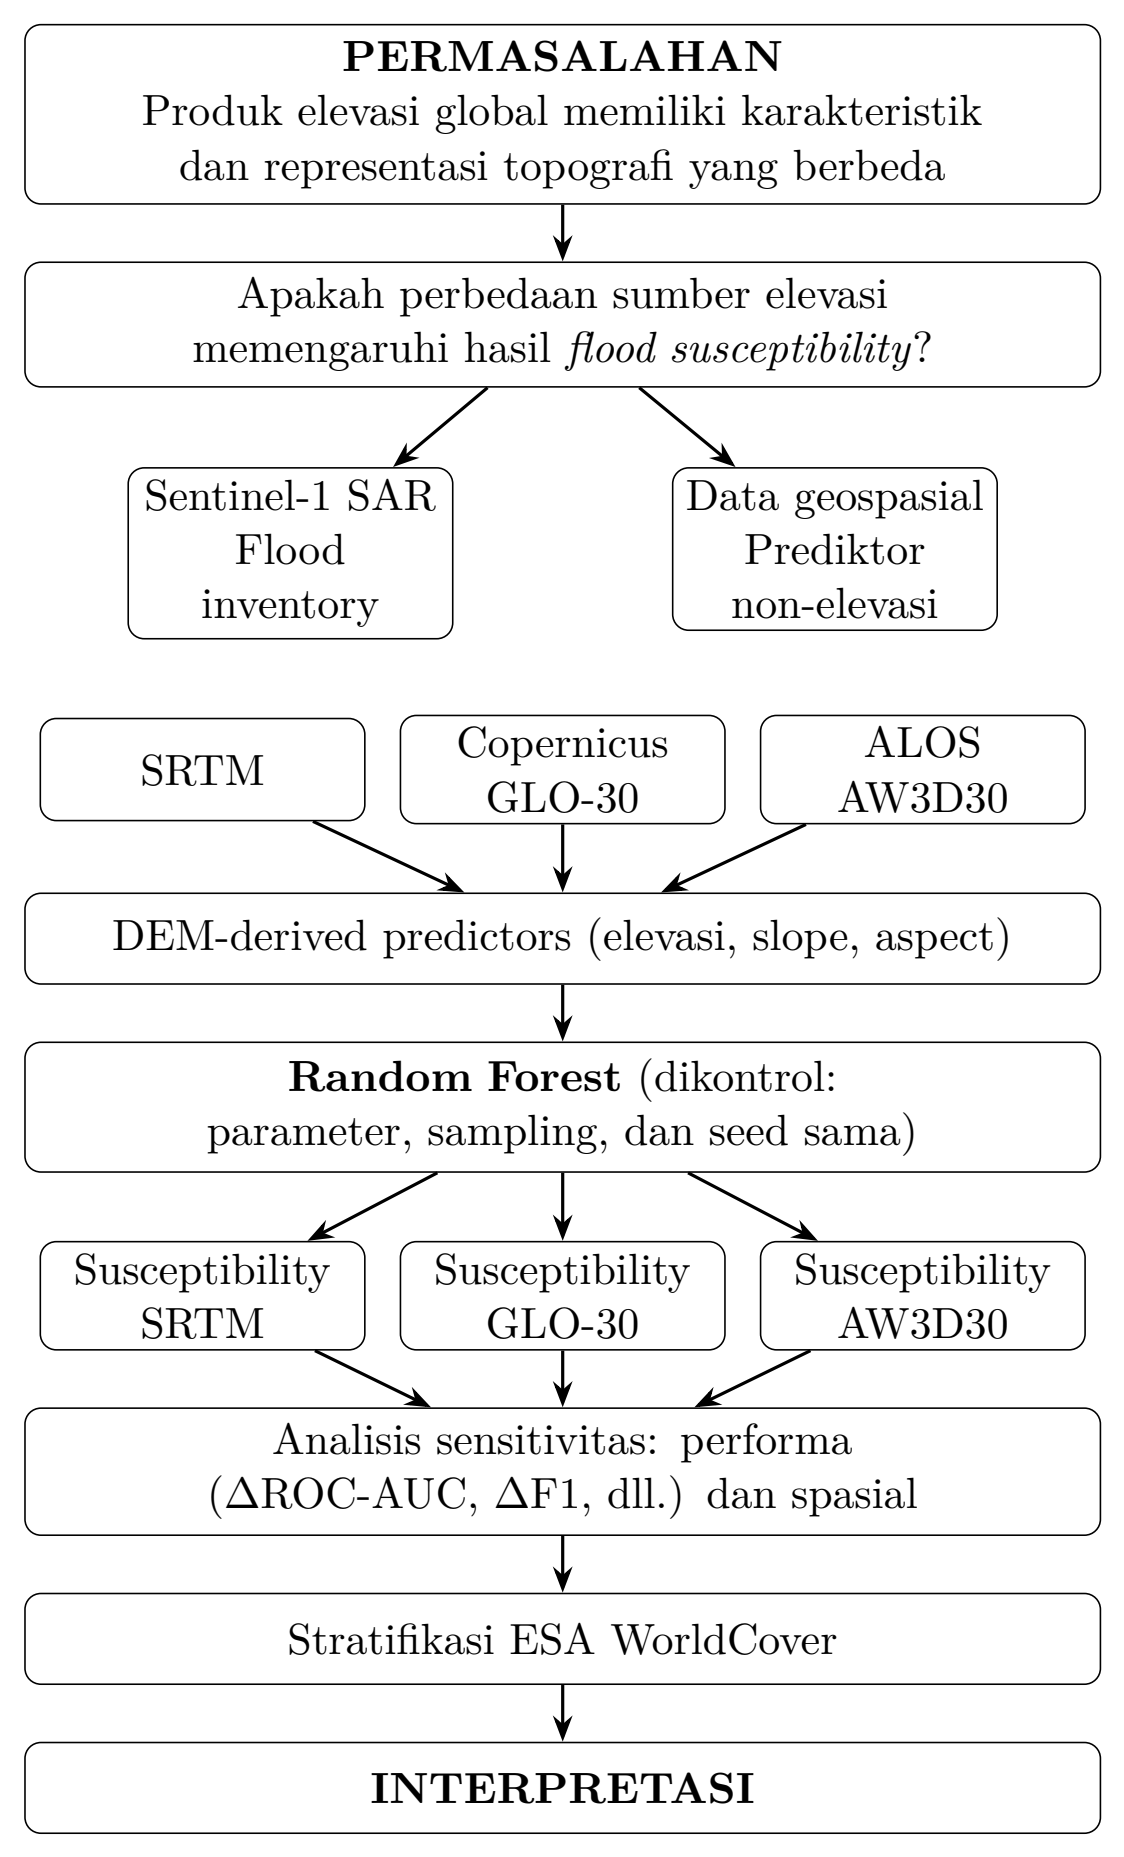 PERMASALAHAN
Produk elevasi global memiliki karakteristik
dan representasi topografi yang berbeda
Apakah perbedaan sumber elevasi
memengaruhi hasil flood susceptibility?
Sentinel-1 SAR
Flood
inventory
Data geospasial
Prediktor
non-elevasi
SRTM
Copernicus
GLO-30
ALOS
AW3D30
DEM-derived predictors (elevasi, slope, aspect)
Random Forest (dikontrol:
parameter, sampling, dan seed sama)
Susceptibility
SRTM
Susceptibility
GLO-30
Susceptibility
AW3D30
Analisis sensitivitas: performa
(ΔROC-AUC, ΔF1, dll.) dan spasial
Stratifikasi ESA WorldCover
INTERPRETASI